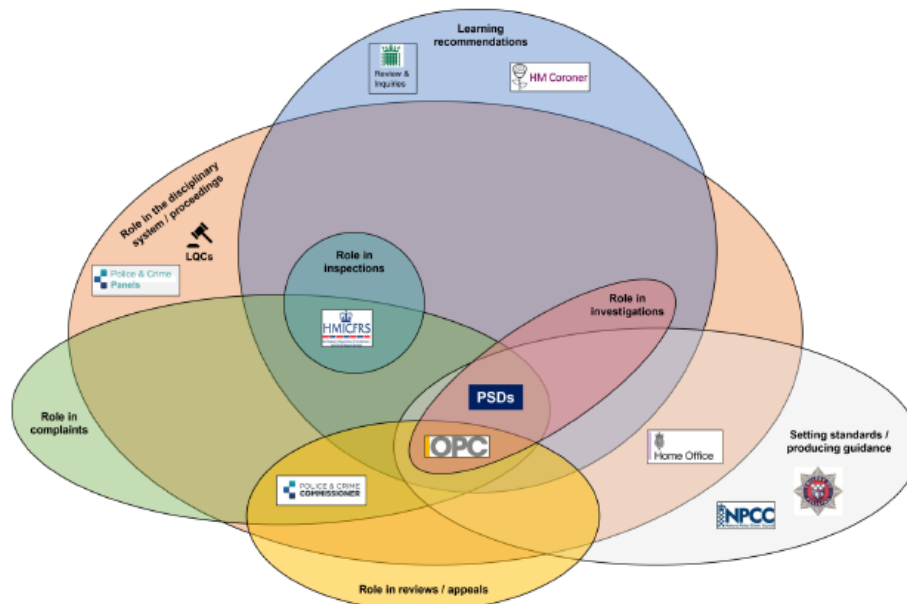 Learning
recommendations
Review &
Inquiries
HM Coroner
Role in the disciplinary
system / proceedings
LQCs
Police & Crime
Panels
Role in
inspections
HMICFRS
Role in
investigations
PSDs
Role in
complaints
IOPC
Setting standards /
producing guidance
Home Office
POLICE & CRIME
COMMISSIONER
NPCC
Role in reviews / appeals